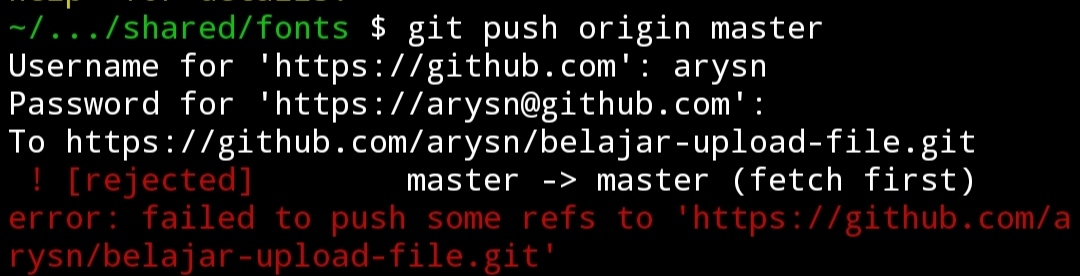 ~/.../shared/fonts $ git push origin master
Username for 'https://github.com': arysn
Password for 'https://arysn@github.com':
To https://github.com/arysn/belajar-upload-file.git
 ! [rejected]        master -> master (fetch first)
error: failed to push some refs to 'https://github.com/a
rysn/belajar-upload-file.git'